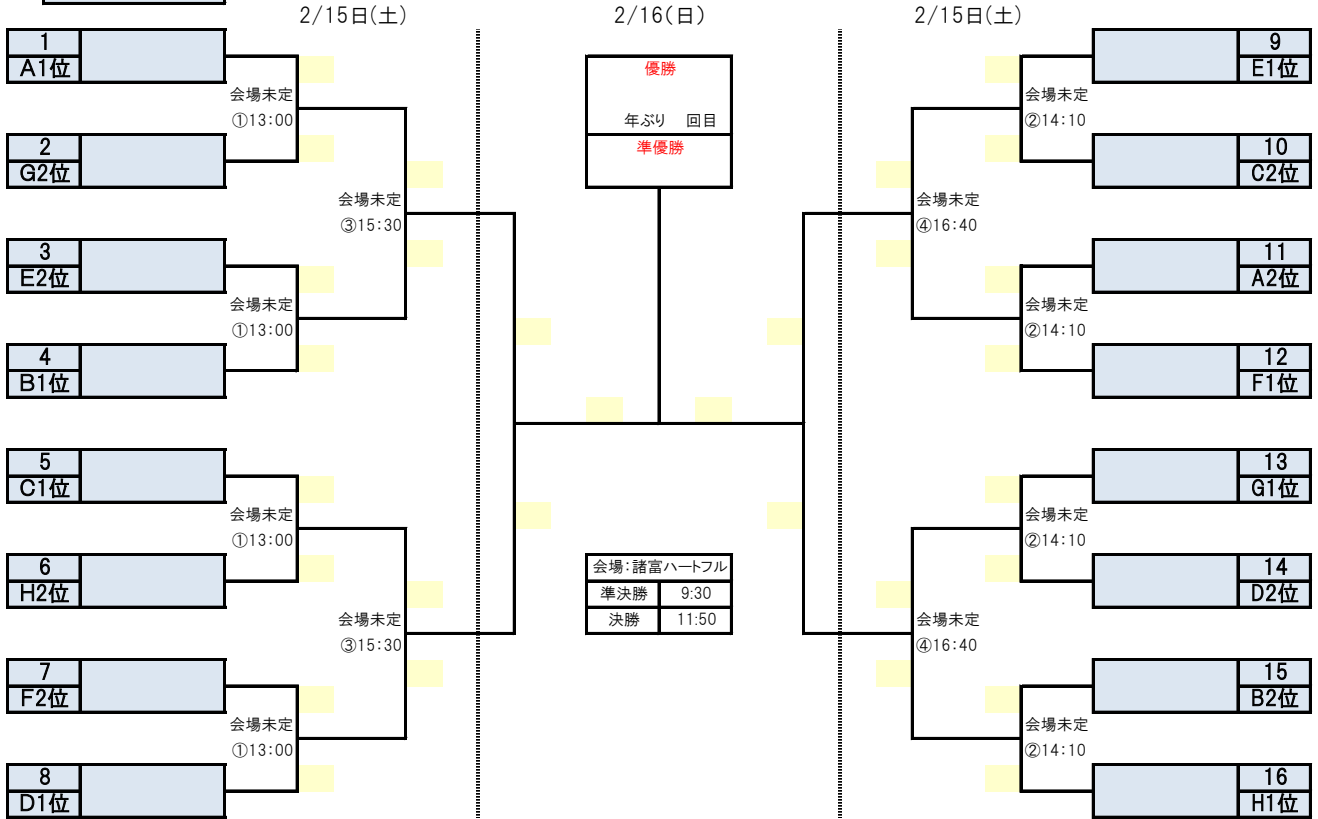 2/15日(土)
2/16(日)
2/15日(土)
1
A1位
会場未定
①13:00
2
G2位
会場未定
③15:30
3
E2位
会場未定
①13:00
4
B1位
5
C1位
会場未定
①13:00
6
H2位
会場未定
③15:30
7
F2位
会場未定
①13:00
8
D1位
優勝
年ぶり 回目
準優勝
会場:諸富ハートフル
準決勝 9:30
決勝 11:50
9
E1位
会場未定
②14:10
10
C2位
会場未定
④16:40
11
A2位
会場未定
②14:10
12
F1位
13
G1位
会場未定
②14:10
14
D2位
会場未定
④16:40
15
B2位
会場未定
②14:10
16
H1位